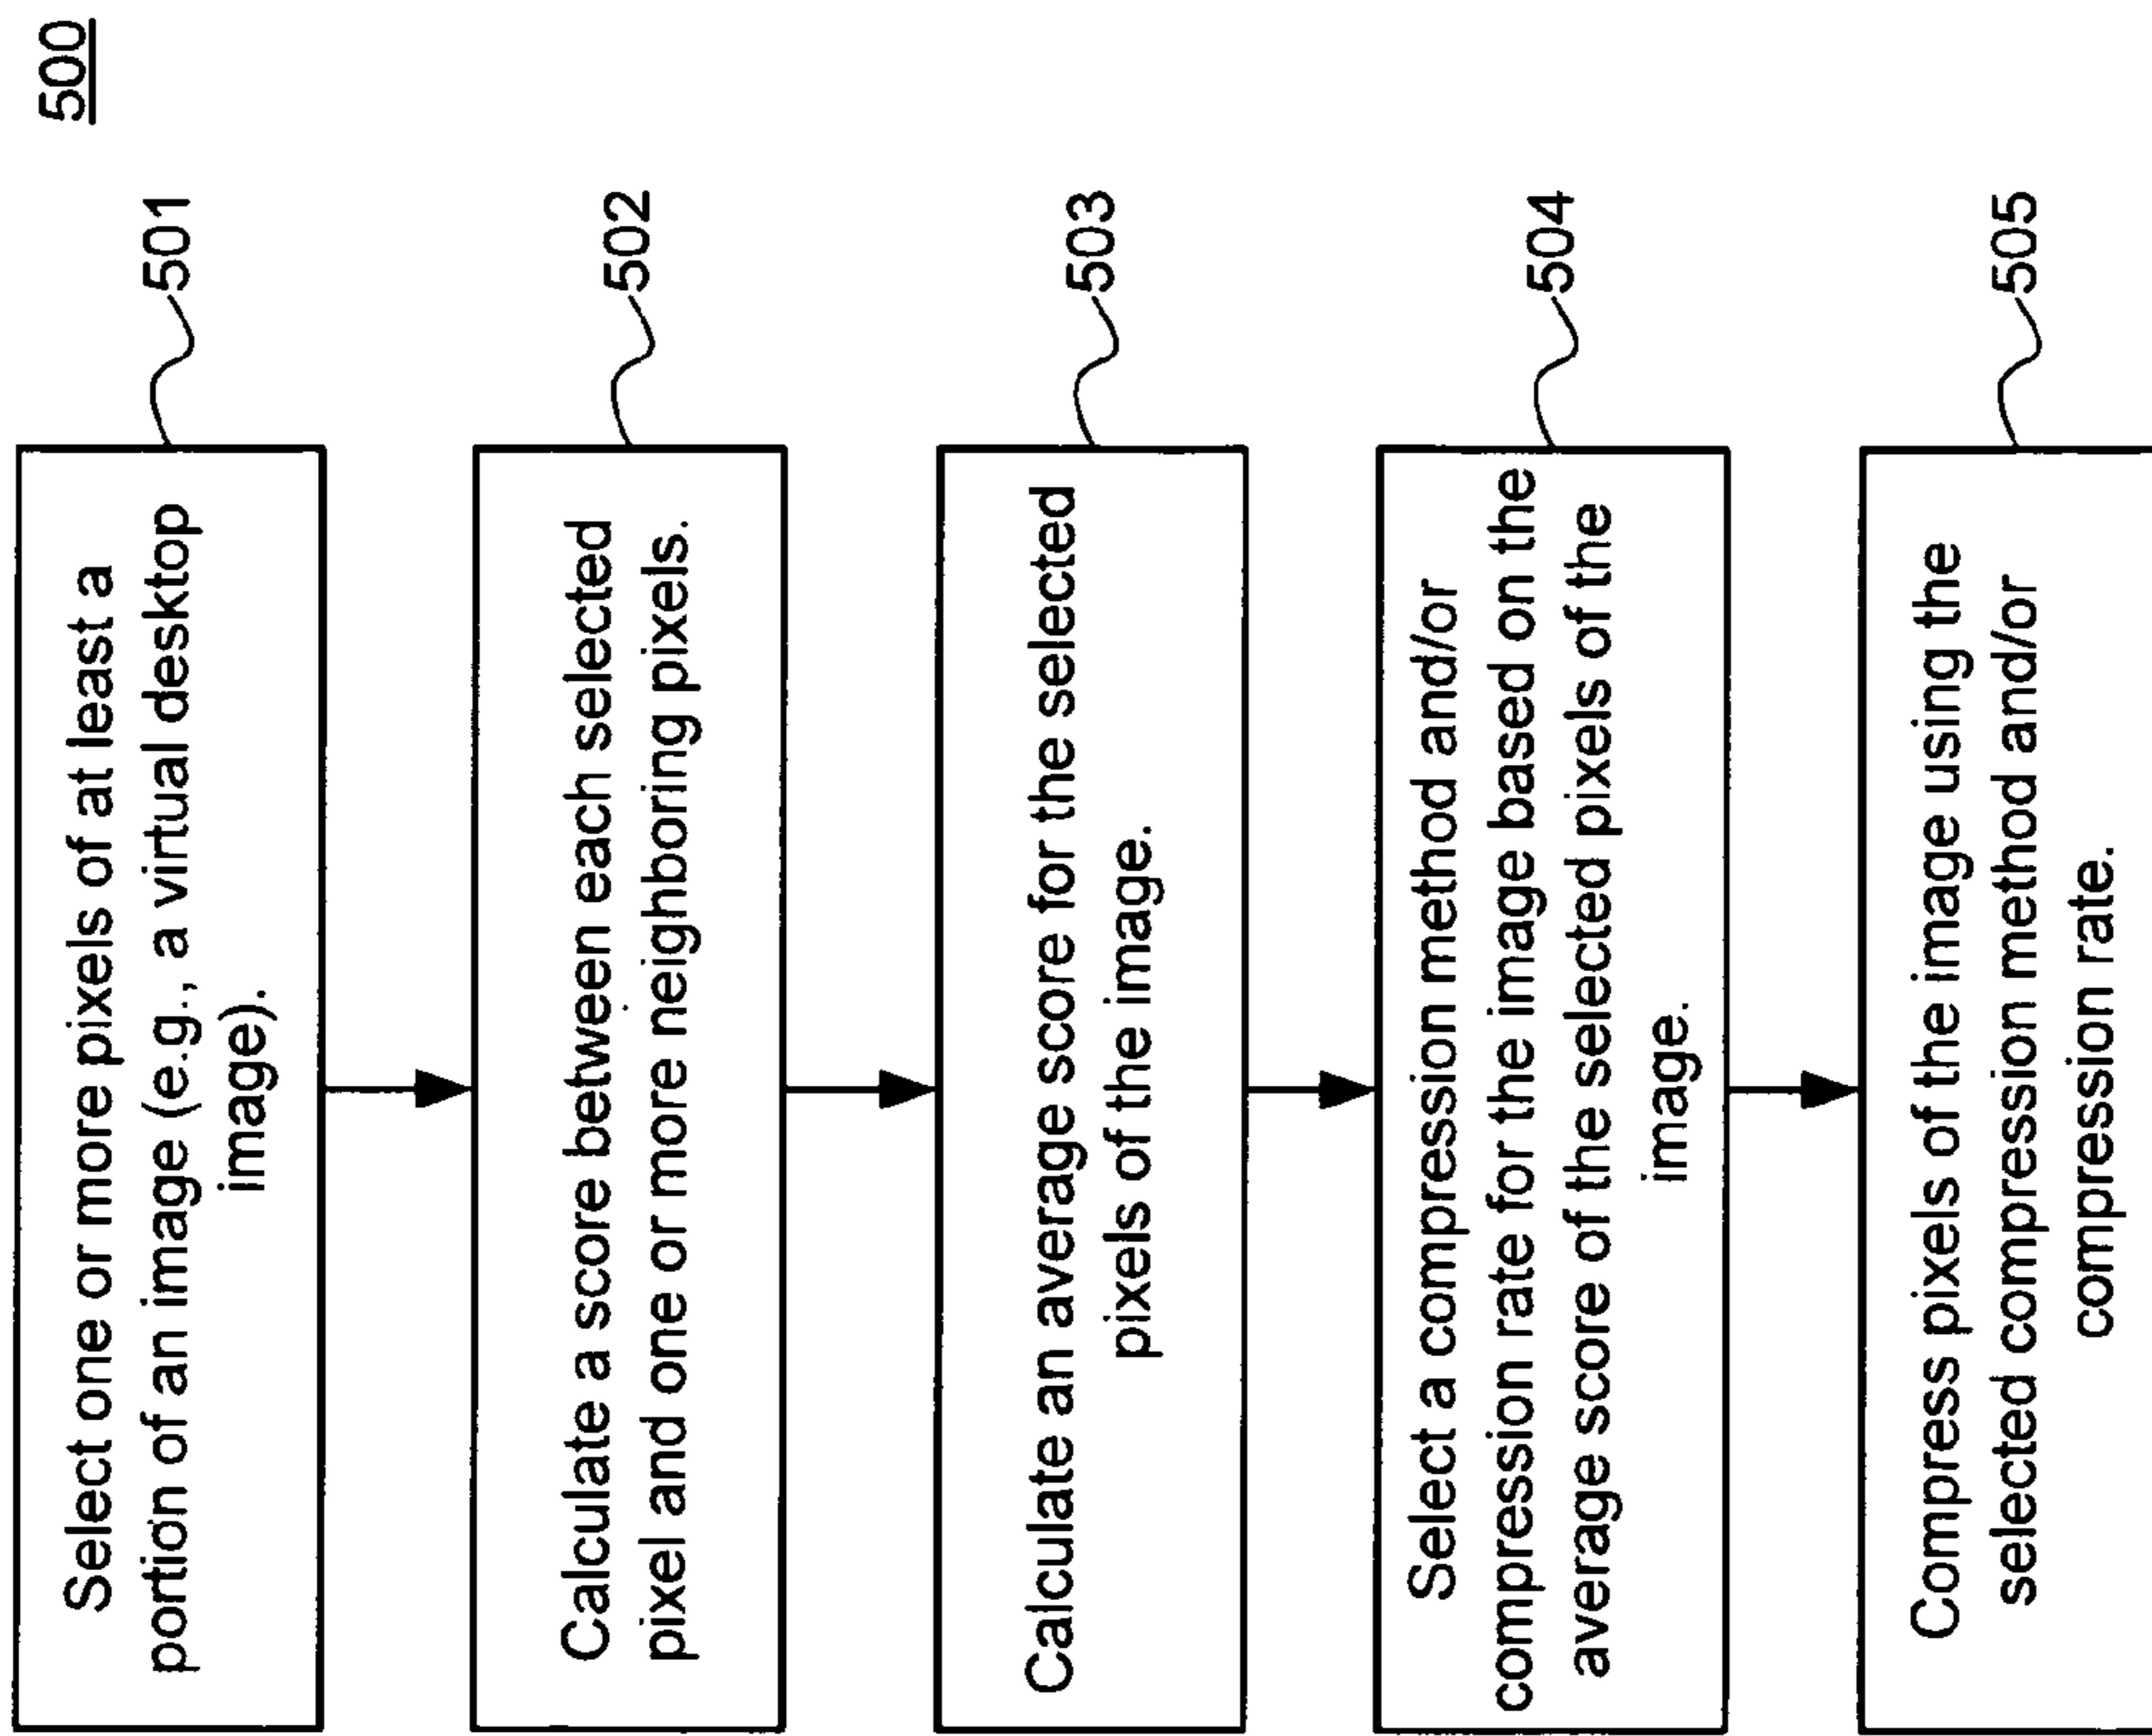 500
Select one or more pixels of at least a
portion of an image (e.g., a virtual desktop
image).
501
Calculate a score between each selected
pixel and one or more neighboring pixels.
502
Calculate an average score for the selected
pixels of the image.
503
Select a compression method and/or
compression rate for the image based on the
average score of the selected pixels of the
image.
504
Compress pixels of the image using the
selected compression method and/or
compression rate.
505